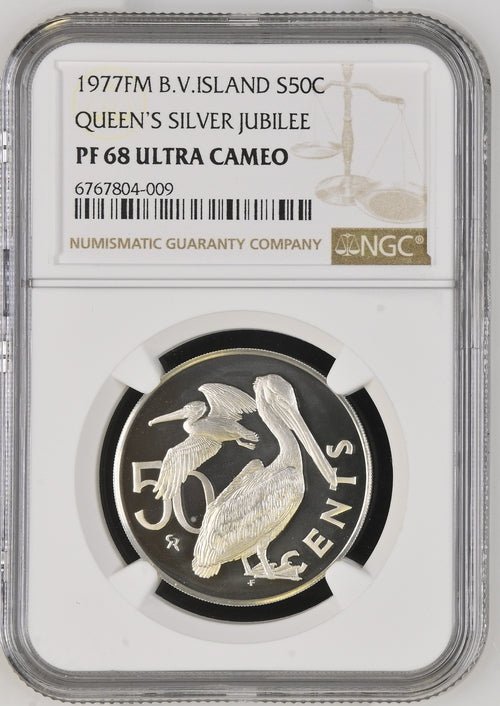 1977FM B.V.ISLAND S50C
QUEEN'S SILVER JUBILEE
PF 68 ULTRA CAMEO
6767804-009
NUMISMATIC GUARANTY COMPANY
NGC®
50
CENTS